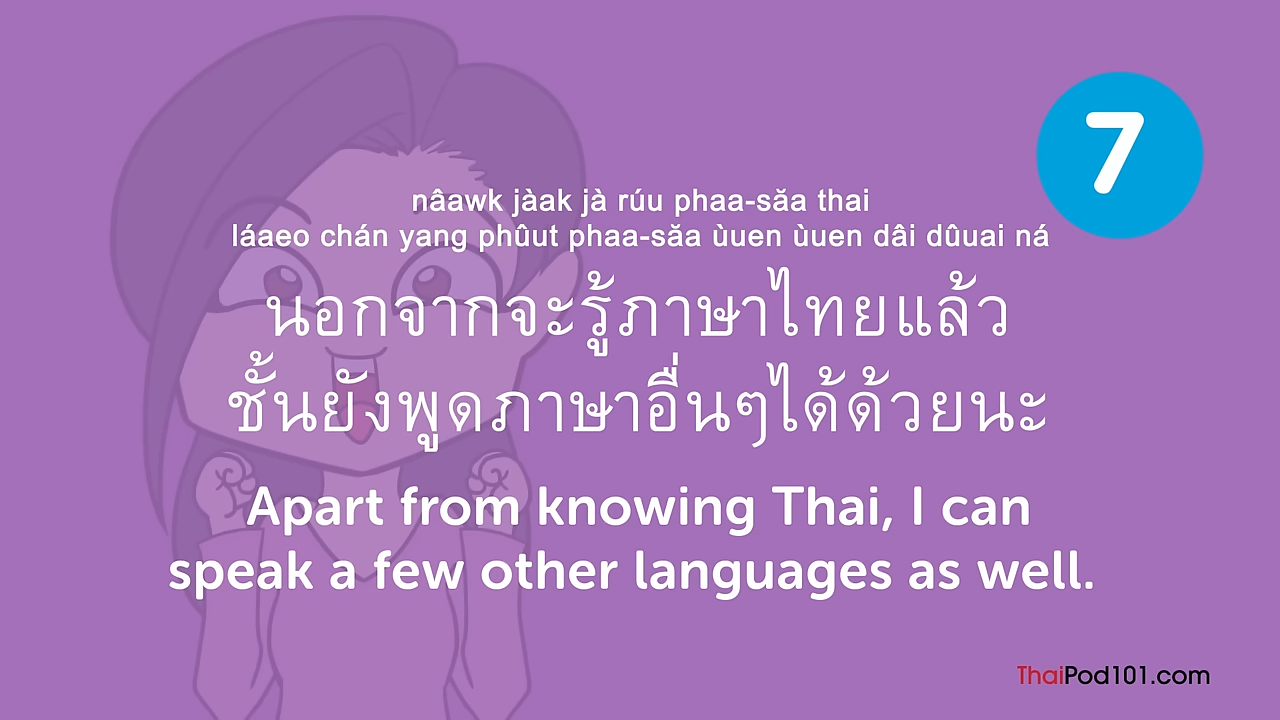 7
nâawk jàak jà rúu phaa-săa thai
láaeo chán yang phûut phaa-săa ùuen ùuen dâi dûuai ná
นอกจากจะรู้ภาษาไทยแล้ว
ชั้นยังพูดภาษาอื่นๆได้ด้วยนะ
Apart from knowing Thai, I can
speak a few other languages as well.
ThaiPod101.com